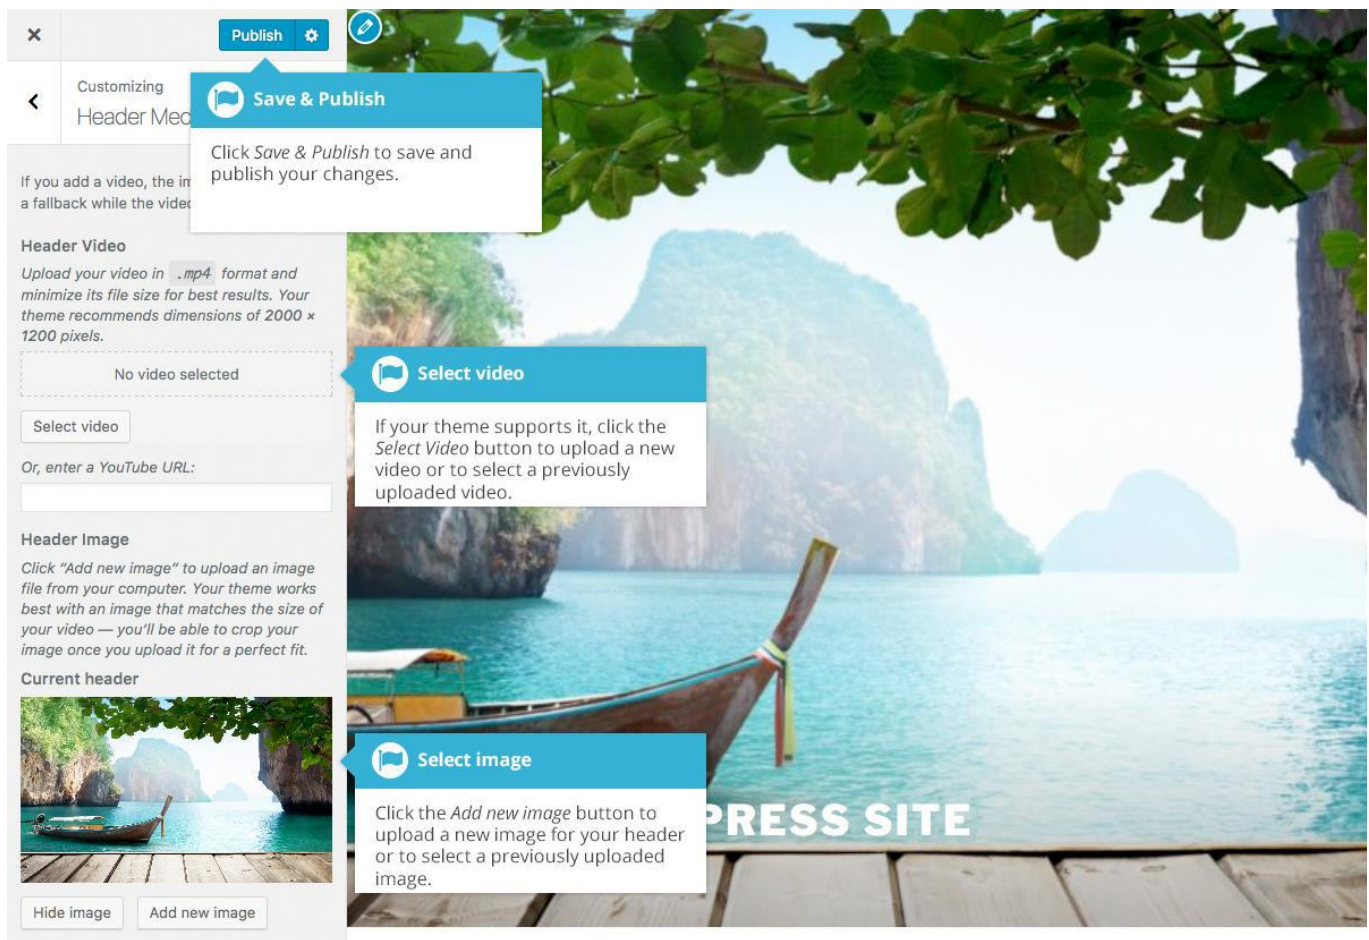 Publish
Customizing
Header Med
Save & Publish
Click Save & Publish to save and
publish your changes.
If you add a video, the im
a fallback while the video
Header Video
Upload your video in .mp4 format and
minimize its file size for best results. Your
theme recommends dimensions of 2000 ×
1200 pixels.
No video selected
Select video
Or, enter a YouTube URL:
Select video
If your theme supports it, click the
Select Video button to upload a new
video or to select a previously
uploaded video.
Header Image
Click “Add new image” to upload an image
file from your computer. Your theme works
best with an image that matches the size of
your video — you’ll be able to crop your
image once you upload it for a perfect fit.
Current header
Select image
Click the Add new image button to
upload a new image for your header
or to select a previously uploaded
image.
PRESS SITE
Hide image
Add new image